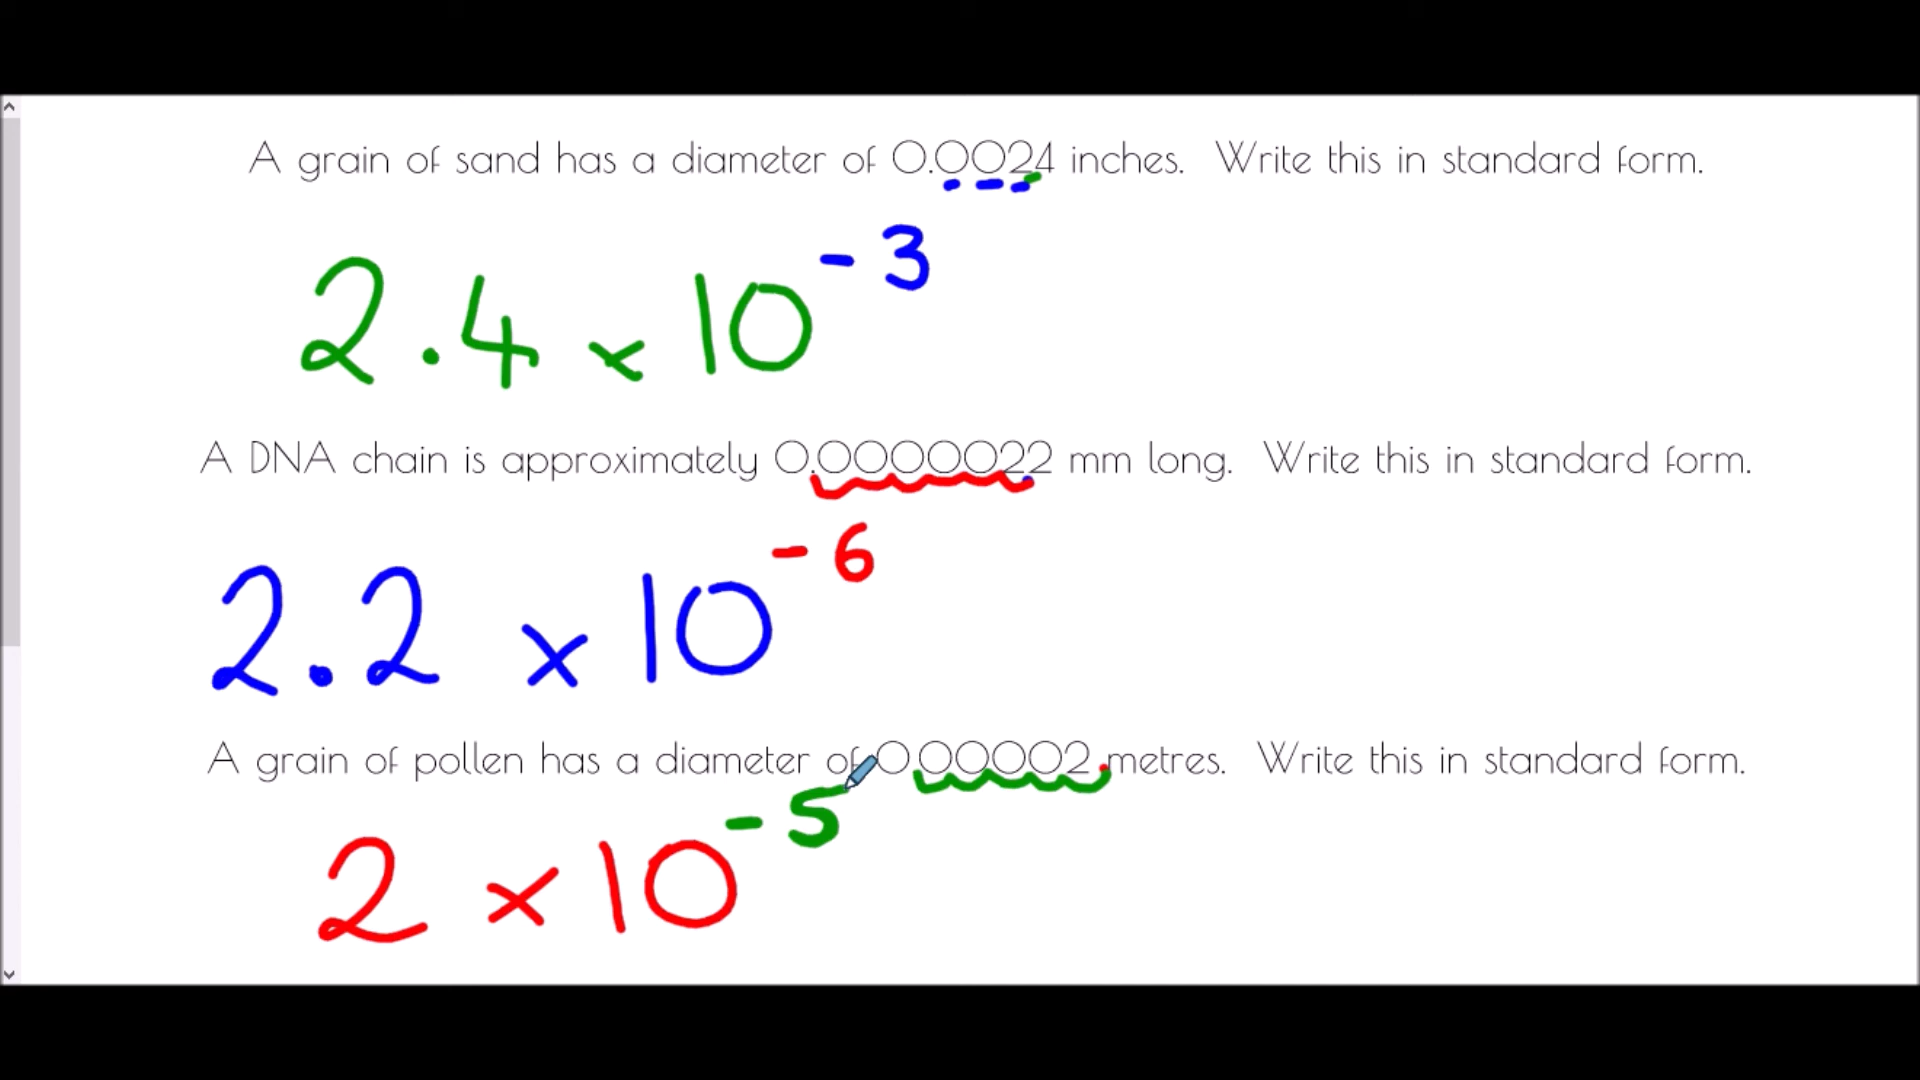 A grain of sand has a diameter of 0.0024 inches. Write this in standard form.
2.4 × 10⁻³
A DNA chain is approximately 0.0000022 mm long. Write this in standard form.
2.2 × 10⁻⁶
A grain of pollen has a diameter of 0.00002 metres. Write this in standard form.
2 × 10⁻⁵